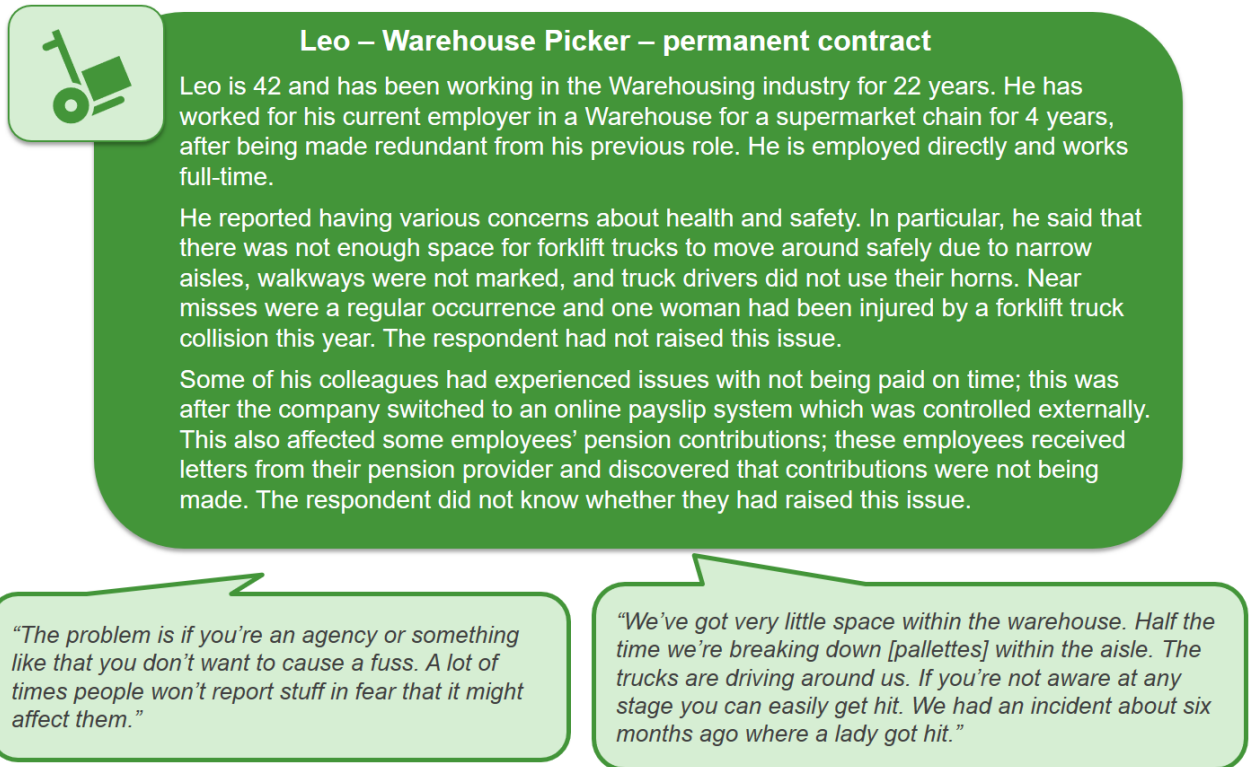 Leo – Warehouse Picker – permanent contract
Leo is 42 and has been working in the Warehousing industry for 22 years. He has
worked for his current employer in a Warehouse for a supermarket chain for 4 years,
after being made redundant from his previous role. He is employed directly and works
full-time.
He reported having various concerns about health and safety. In particular, he said that
there was not enough space for forklift trucks to move around safely due to narrow
aisles, walkways were not marked, and truck drivers did not use their horns. Near
misses were a regular occurrence and one woman had been injured by a forklift truck
collision this year. The respondent had not raised this issue.
Some of his colleagues had experienced issues with not being paid on time; this was
after the company switched to an online payslip system which was controlled externally.
This also affected some employees’ pension contributions; these employees received
letters from their pension provider and discovered that contributions were not being
made. The respondent did not know whether they had raised this issue.
“The problem is if you’re an agency or something
like that you don’t want to cause a fuss. A lot of
times people won’t report stuff in fear that it might
affect them.”
“We’ve got very little space within the warehouse. Half the
time we’re breaking down [pallettes] within the aisle. The
trucks are driving around us. If you’re not aware at any
stage you can easily get hit. We had an incident about six
months ago where a lady got hit.”